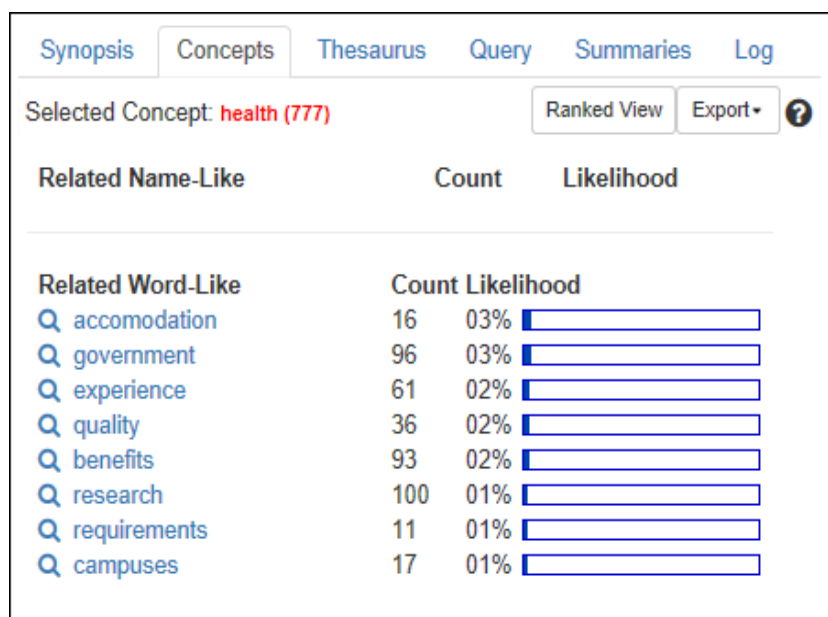 Synopsis Concepts Thesaurus Query Summaries Log
Selected Concept: health (777) Ranked View Export
Related Name-Like Count Likelihood
Related Word-Like Count Likelihood
accomodation 16 03%
government 96 03%
experience 61 02%
quality 36 02%
benefits 93 02%
research 100 01%
requirements 11 01%
campuses 17 01%